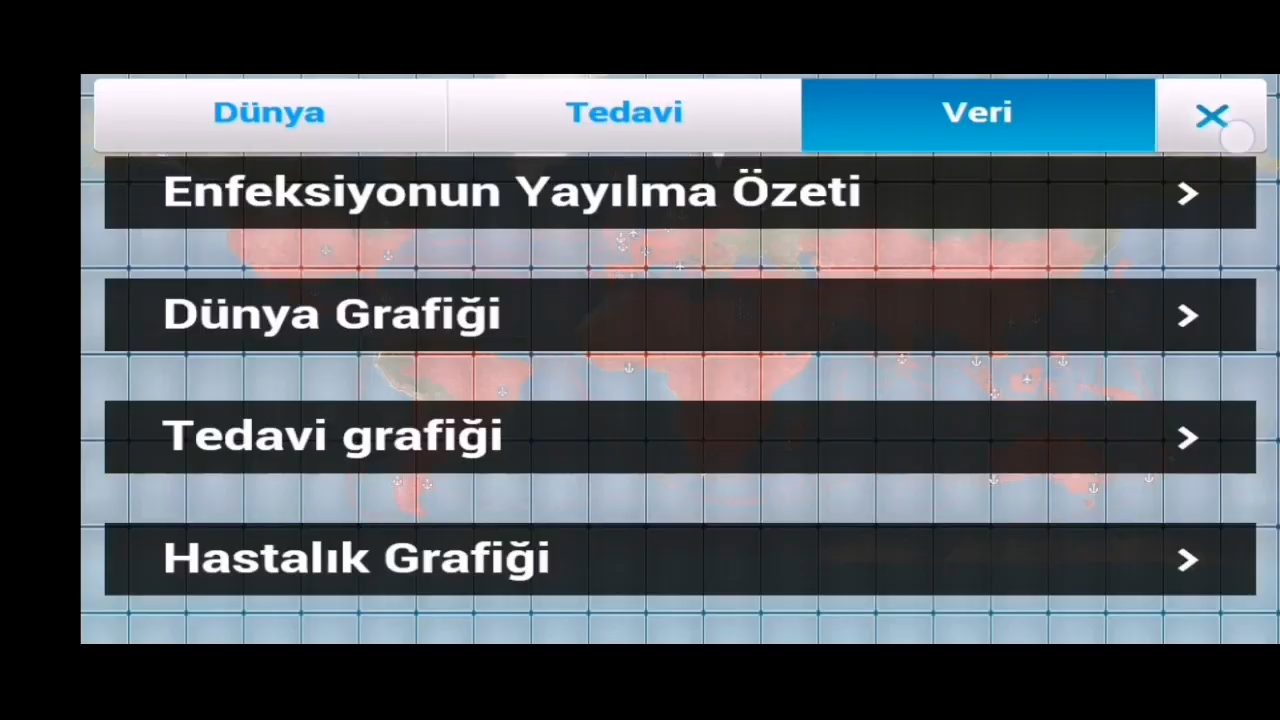 Dünya
Tedavi
Veri
Enfeksiyonun Yayılma Özeti
Dünya Grafiği
Tedavi grafiği
Hastalık Grafiği